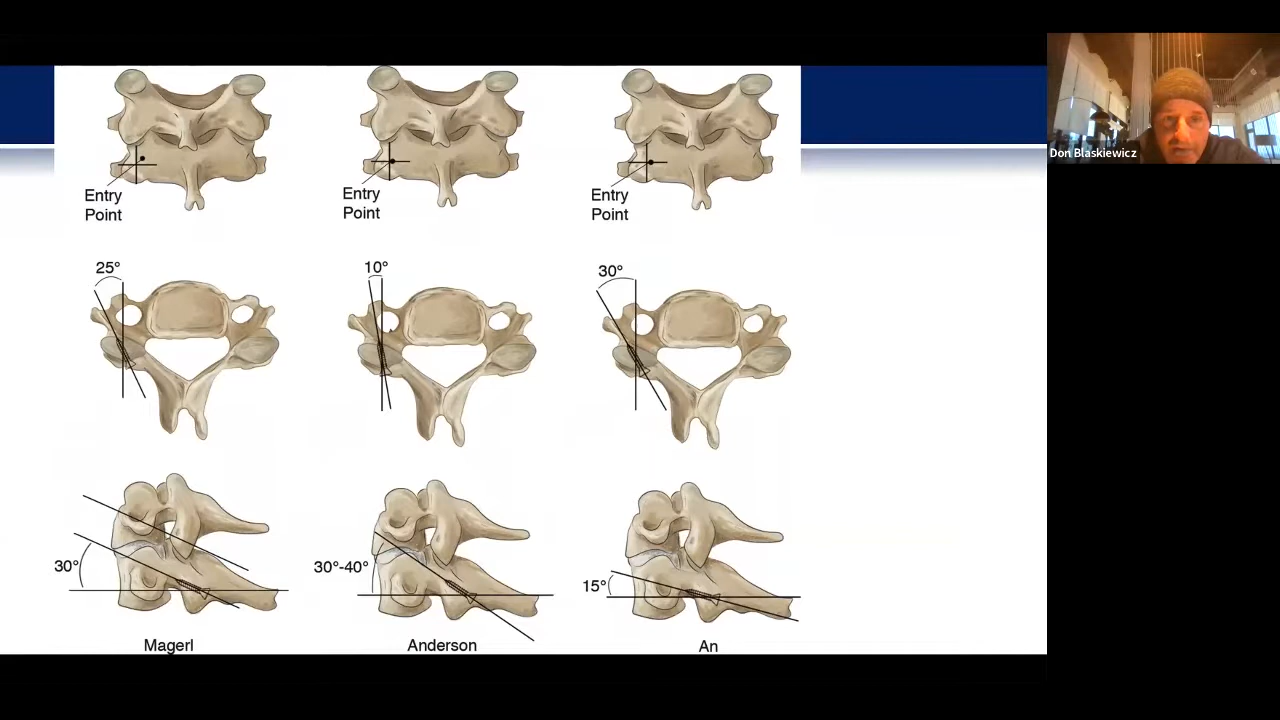 Don Blaskiewicz
Entry
Point
Entry
Point
Entry
Point
25°
10°
30°
30°
30°-40°
15°
Magerl
Anderson
An